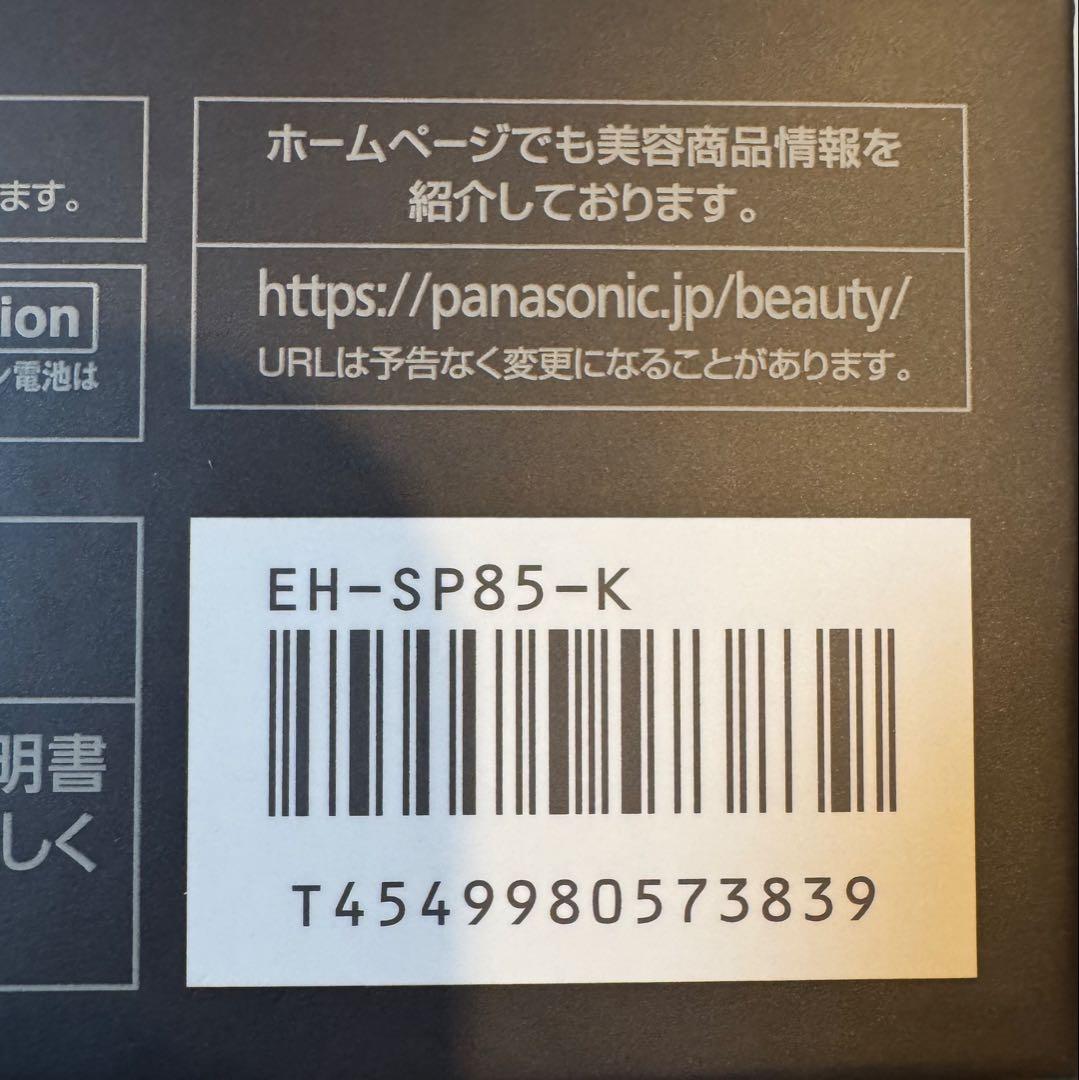 ます。
ion
ン電池は
明書
しく
ホームページでも美容商品情報を
紹介しております。
https://panasonic.jp/beauty/
URLは予告なく変更になることがあります。
EH-SP85-K
T4549980573839